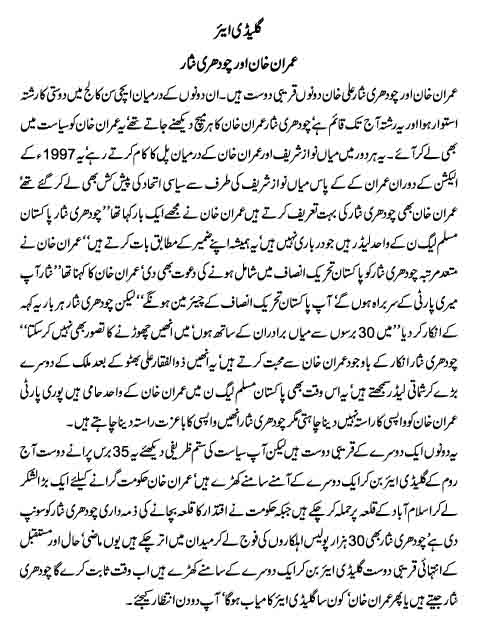 گلیڈی ایٹر
عمران خان اور چودھری نثار
عمران خان اور چودھری نثار علی خان دونوں قریبی دوست ہیں۔ ان دونوں کے درمیان ایچی سن کالج میں دوستی کا رشتہ
استوار ہوا اور یہ رشتہ آج تک قائم ہے‘ چودھری نثار عمران خان کا ہر میچ دیکھنے جاتے تھے‘ یہ عمران خان کو سیاست میں
بھی لے کر آئے۔ یہ ہر دور میں میاں نواز شریف اور عمران خان کے درمیان پل کا کام کرتے رہے‘ یہ 1997ء کے
الیکشن کے دوران عمران کے کے پاس میاں نواز شریف کی طرف سے سیاسی اتحاد کی پیش کش بھی لے کر گئے تھے
عمران خان بھی چودھری نثار کی بہت تعریف کرتے ہیں‘ عمران خان نے مجھے ایک بار کہا تھا ’’چودھری نثار پاکستان
مسلم لیگ ن کے واحد لیڈر ہیں جو درباری نہیں ہیں‘ یہ ہمیشہ اپنے ضمیر کے مطابق بات کرتے ہیں‘‘ عمران خان نے
متعدد مرتبہ چودھری نثار کو پاکستان تحریک انصاف میں شامل ہونے کی دعوت بھی دی‘ عمران خان کا کہنا تھا ’’نثار آپ
میری پارٹی کے سربراہ ہوں گے‘ آپ پاکستان تحریک انصاف کے چیئرمین ہونگے‘‘ لیکن چودھری نثار ہر بار یہ کہہ
کے انکار کر دیا ’’میں 30 برسوں سے میاں برادران کے ساتھ ہوں‘ میں انھیں چھوڑنے کا تصور بھی نہیں کر سکتا‘‘
چودھری نثار انکار کے باوجود عمران خان سے محبت کرتے ہیں‘ یہ انھیں ذوالفقار علی بھٹو کے بعد ملک کے دوسرے
بڑے کرشماتی لیڈر سمجھتے ہیں‘ یہ اس وقت بھی پاکستان مسلم لیگ ن میں عمران خان کے واحد حامی ہیں‘ پوری پارٹی
عمران خان کو واپسی کا راستہ نہیں دینا چاہتی مگر چودھری نثار انھیں واپسی کا باعزت راستہ دینا چاہتے ہیں۔
یہ دونوں ایک دوسرے کے قریبی دوست ہیں لیکن آپ سیاست کی ستم ظریفی دیکھئے‘ یہ 35 برس پرانے دوست آج
روم کے گلیڈی ایٹر بن کر ایک دوسرے کے آمنے سامنے کھڑے ہیں‘ عمران خان حکومت گرانے کیلئے ایک بڑا لشکر
لے کر اسلام آباد کے قلعہ پر حملہ کر چکے ہیں جبکہ حکومت نے اقتدار کا قلعہ بچانے کی ذمہ داری چودھری نثار کو سونپ
دی ہے‘ چودھری نثار بھی 30 ہزار پولیس اہلکاروں کی فوج لے کر میدان میں اتر چکے ہیں یوں ماضی‘ حال اور مستقبل
کے انتہائی قریبی دوست گلیڈی ایٹر بن کر ایک دوسرے کے سامنے کھڑے ہیں‘ اب وقت ثابت کرے گا چودھری
نثار جیتتے ہیں یا پھر عمران خان‘ کون سا گلیڈی ایٹر کامیاب ہوگا‘ آپ دو دن انتظار کیجئے۔